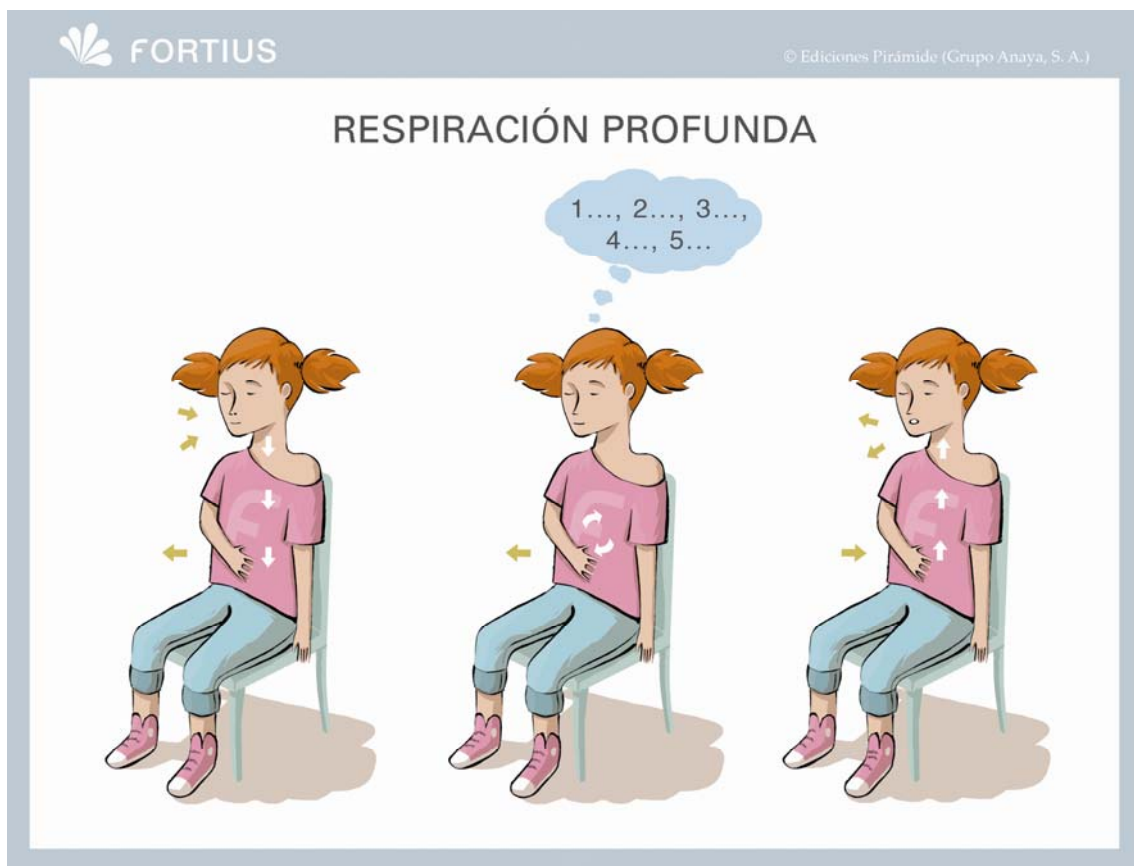 FORTIUS
© Ediciones Pirámide (Grupo Anaya, S. A.)
RESPIRACIÓN PROFUNDA
1..., 2..., 3...,
4..., 5...